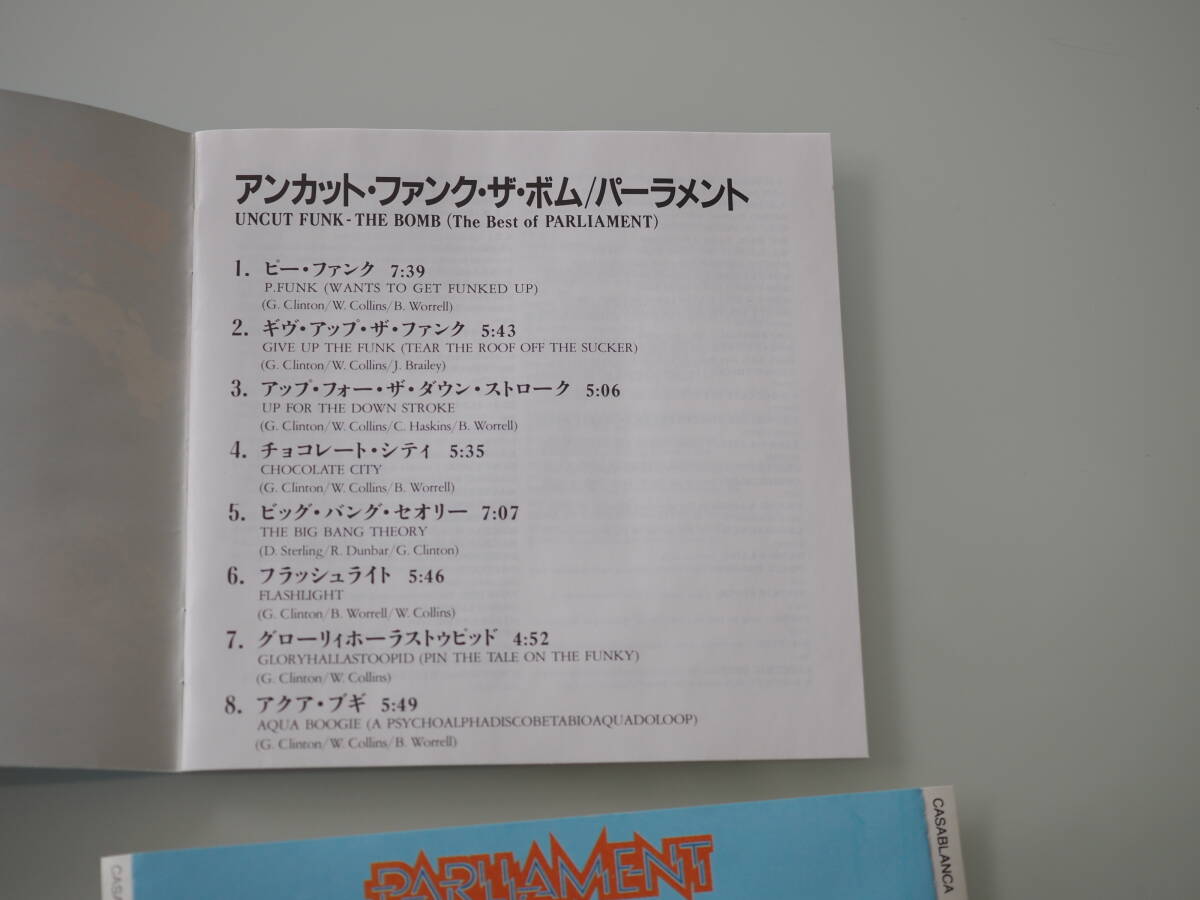 アンカット・ファンク・ザ・ボム/パーラメント
UNCUT FUNK - THE BOMB (The Best of PARLIAMENT)
1. ピー・ファンク 7:39
P.FUNK (WANTS TO GET FUNKED UP)
(G. Clinton/W. Collins/B. Worrell)
2. ギヴ・アップ・ザ・ファンク 5:43
GIVE UP THE FUNK (TEAR THE ROOF OFF THE SUCKER)
(G. Clinton/W. Collins/J. Brailey)
3. アップ・フォー・ザ・ダウン・ストローク 5:06
UP FOR THE DOWN STROKE
(G. Clinton/W. Collins/C. Haskins/B. Worrell)
4. チョコレート・シティ 5:35
CHOCOLATE CITY
(G. Clinton/W. Collins/B. Worrell)
5. ビッグ・バング・セオリー 7:07
THE BIG BANG THEORY
(D. Sterling/R. Dunbar/G. Clinton)
6. フラッシュライト 5:46
FLASHLIGHT
(G. Clinton/B. Worrell/W. Collins)
7. グローリィホーラストゥピッド 4:52
GLORYHALLASTOOPID (PIN THE TALE ON THE FUNKY)
(G. Clinton/W. Collins)
8. アクア・ブギ 5:49
AQUA BOOGIE (A PSYCHOALPHADISCOBETABIOAQUADOLOOP)
(G. Clinton/W. Collins/B. Worrell)
PARLIAMENT
CASABLANCA